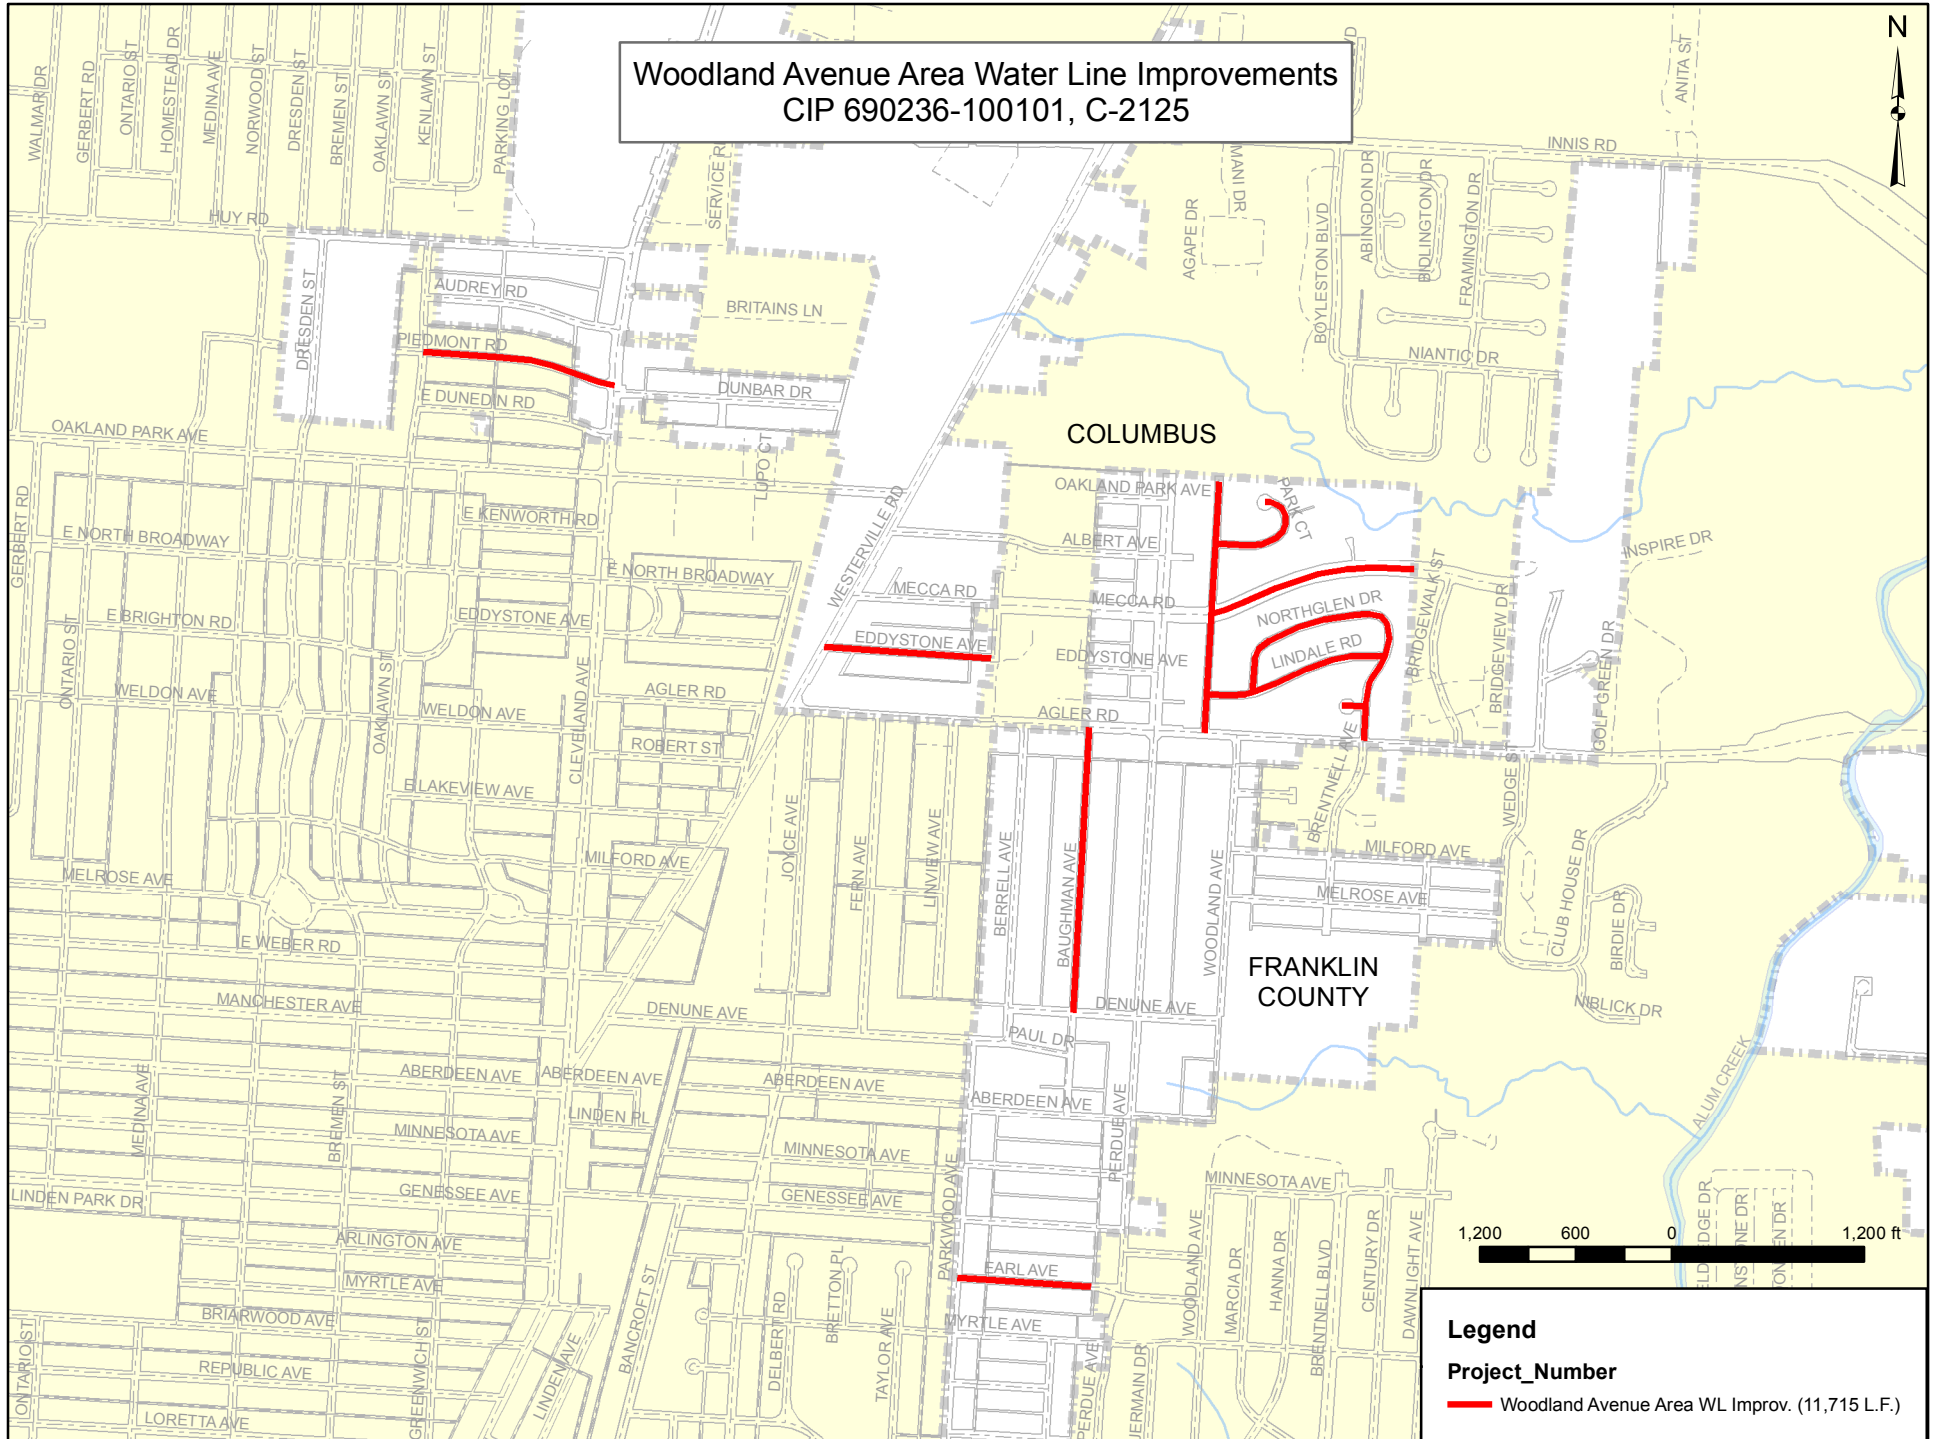 Woodland Avenue Area Water Line Improvements
CIP 690236-100101, C-2125
N
WALMAR DR
GERBERT RD
ONTARIO ST
HOMESTEAD DR
MEDINA AVE
NORWOOD ST
DRESDEN ST
BREMEN ST
OAKLAWN ST
KENLAWN ST
PARKING LOT
SERVICE RD
ANITA ST
INNIS RD
HUY RD
AGAPE DR
MANI DR
BOYLESTON BLVD
ABINGDON DR
BIDLINGTON DR
FRAMINGTON DR
DRESDEN ST
AUDREY RD
BRITAINS LN
PIEDMONT RD
NIANTIC DR
DUNBAR DR
E DUNEDIN RD
OAKLAND PARK AVE
COLUMBUS
LUPO CT
OAKLAND PARK AVE
PARK CT
GERBERT RD
E KENWORTH RD
E NORTH BROADWAY
WESTERVILLE RD
ALBERT AVE
INSPIRE DR
E NORTH BROADWAY
MECCA RD
MECCA RD
NORTHGLEN DR
BRIDGEWALK ST
E BRIGHTON RD
EDDYSTONE AVE
EDDYSTONE AVE
EDDYSTONE AVE
LINDALE RD
BRIDGEVIEW DR
GOLF GREEN DR
ONTARIO ST
OAKLAWN ST
CLEVELAND AVE
WELDON AVE
WELDON AVE
AGLER RD
AGLER RD
ROBERT ST
BRENTNELL AVE
WEDGE ST
E LAKEVIEW AVE
JOYCE AVE
FERN AVE
LINVIEW AVE
BERRELL AVE
BAUGHMAN AVE
WOODLAND AVE
MILFORD AVE
MILFORD AVE
MELROSE AVE
MELROSE AVE
CLUB HOUSE DR
BIRDIE DR
E WEBER RD
FRANKLIN
COUNTY
MANCHESTER AVE
DENUNE AVE
DENUNE AVE
NIBLICK DR
PAUL DR
ALUM CREEK
MEDINA AVE
BREMEN ST
ABERDEEN AVE
ABERDEEN AVE
ABERDEEN AVE
ABERDEEN AVE
LINDEN PL
PERDUE AVE
MINNESOTA AVE
MINNESOTA AVE
MINNESOTA AVE
PARKWOOD AVE
LINDEN PARK DR
GENESSEE AVE
GENESSEE AVE
ARLINGTON AVE
WOODLAND AVE
MARCIA DR
HANNA DR
BRENTNELL BLVD
CENTURY DR
DAWNLIGHT AVE
1,200
600
0
1,200 ft
MYRTLE AVE
EARL AVE
BRIARWOOD AVE
MYRTLE AVE
BANCROFT ST
DELBERT RD
BRETTON PL
TAYLOR AVE
ONTARIO ST
REPUBLIC AVE
GREENWICH ST
LINDEN AVE
PERDUE AVE
LORETTA AVE
Legend
Project_Number
Woodland Avenue Area WL Improv. (11,715 L.F.)